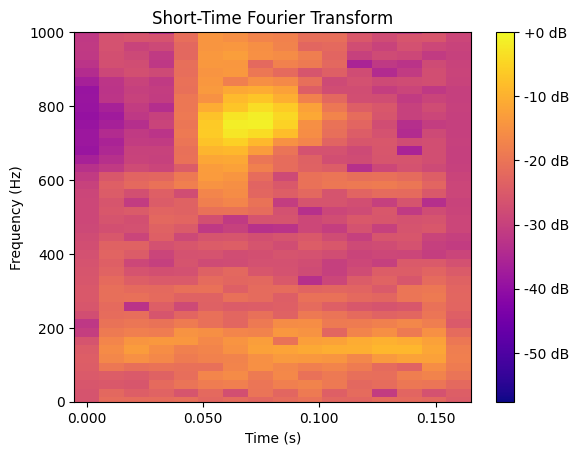 Short-Time Fourier Transform
1000
800
600
400
200
0
Frequency (Hz)
0.000
0.050
0.100
0.150
Time (s)
+0 dB
-10 dB
-20 dB
-30 dB
-40 dB
-50 dB